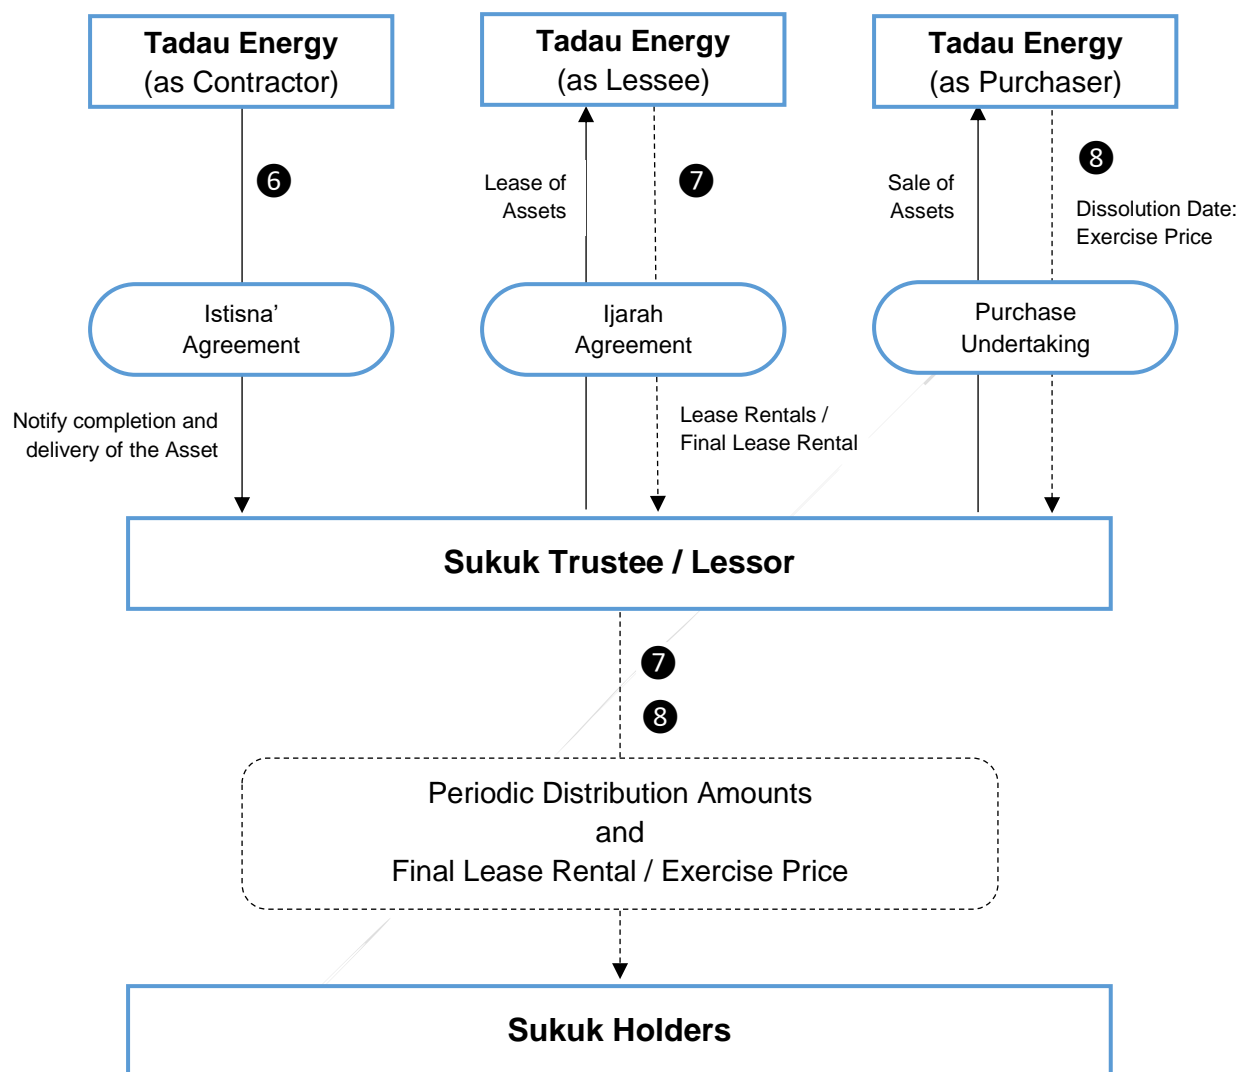 Tadau Energy
(as Contractor)
Tadau Energy
(as Lessee)
Tadau Energy
(as Purchaser)
6
Lease of
Assets
7
Sale of
Assets
8
Dissolution Date:
Exercise Price
Istisna’
Agreement
Ijarah
Agreement
Purchase
Undertaking
Notify completion and
delivery of the Asset
Lease Rentals /
Final Lease Rental
Sukuk Trustee / Lessor
7
8
Periodic Distribution Amounts
and
Final Lease Rental / Exercise Price
Sukuk Holders